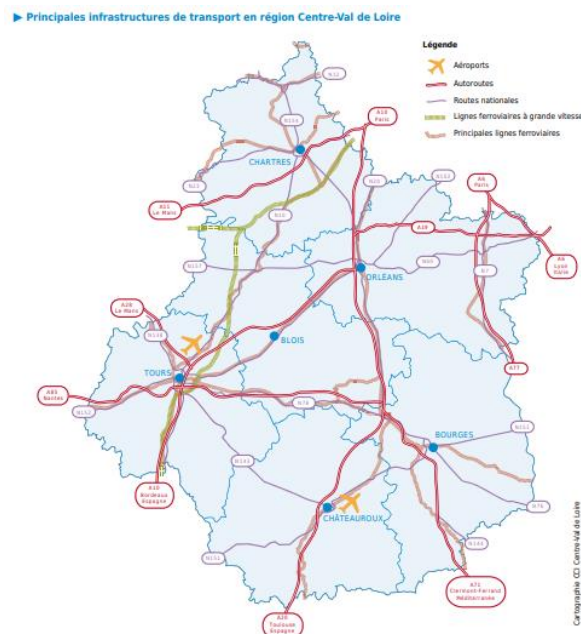 ► Principales infrastructures de transport en région Centre-Val de Loire
Légende
Aéroports
Autoroutes
Routes nationales
Lignes ferroviaires à grande vitesse
Principales lignes ferroviaires
N12
N154
A10
Paris
CHARTRES
N23
N20
N152
A6
Paris
A11
Le Mans
N10
A19
N157
N60
N7
A6
Lyon
Italie
ORLÉANS
A28
Le Mans
N138
BLOIS
TOURS
A77
A85
Nantes
N152
N76
N151
BOURGES
N143
A10
Bordeaux
Espagne
N76
CHÂTEAUROUX
N151
A71
Clermont-Ferrand
Méditerranée
A20
Toulouse
Espagne
Cartographie CCI Centre-Val de Loire